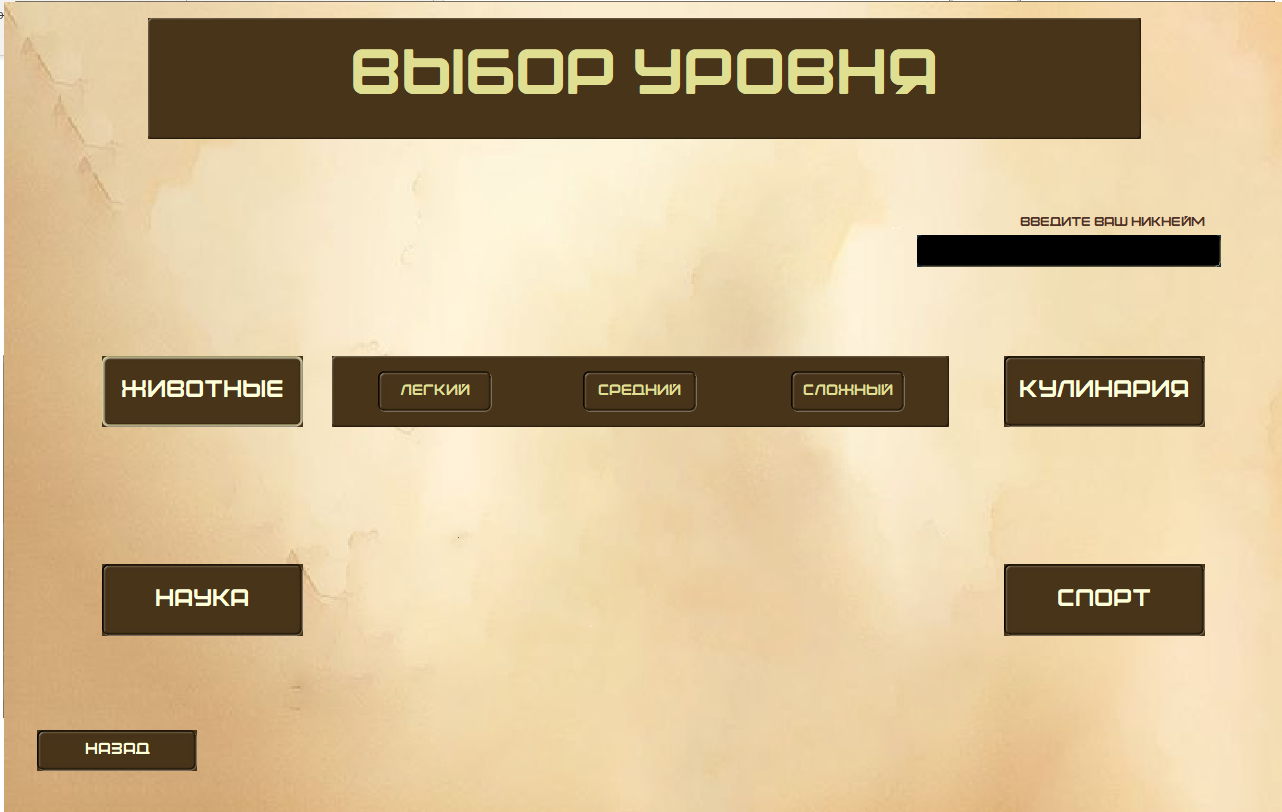 ВЫБОР УРОВНЯ
ВВЕДИТЕ ВАШ НИКНЕЙМ
ЖИВОТНЫЕ
ЛЕГКИЙ
СРЕДНИЙ
СЛОЖНЫЙ
КУЛИНАРИЯ
НАУКА
СПОРТ
НАЗАД